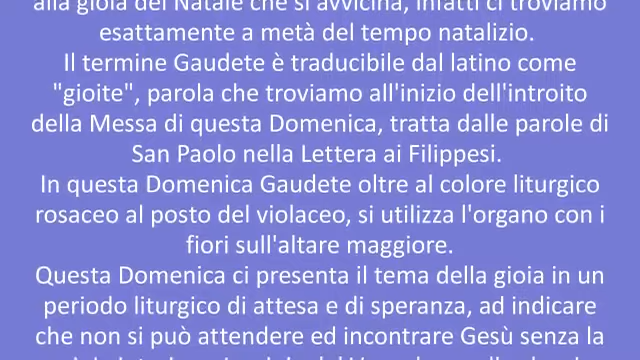 alla gioia del Natale che si avvicina, infatti ci troviamo
esattamente a metà del tempo natalizio.
Il termine Gaudete è traducibile dal latino come
"gioite", parola che troviamo all'inizio dell'introito
della Messa di questa Domenica, tratta dalle parole di
San Paolo nella Lettera ai Filippesi.
In questa Domenica Gaudete oltre al colore liturgico
rosaceo al posto del violaceo, si utilizza l'organo con i
fiori sull'altare maggiore.
Questa Domenica ci presenta il tema della gioia in un
periodo liturgico di attesa e di speranza, ad indicare
che non si può attendere ed incontrare Gesù senza la